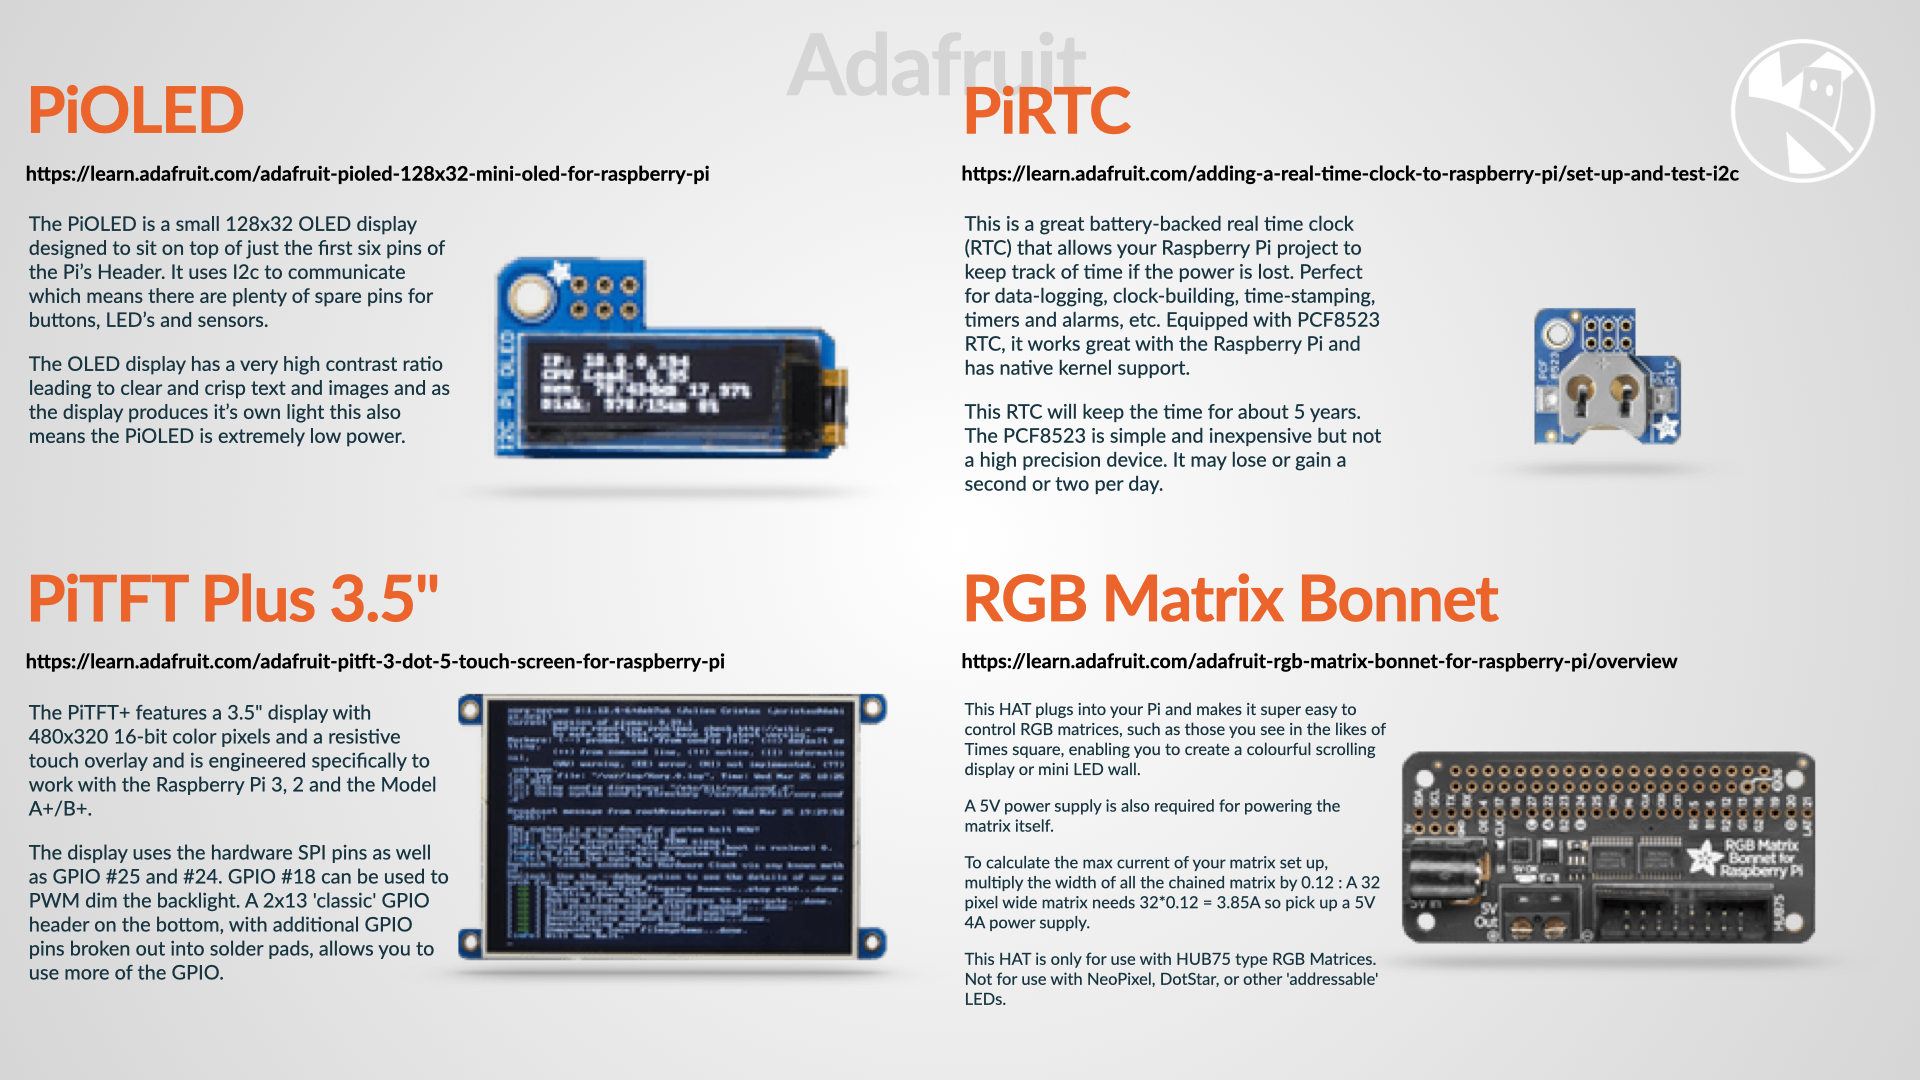 Adafruit
PiOLED
https://learn.adafruit.com/adafruit-pioled-128x32-mini-oled-for-raspberry-pi
The PiOLED is a small 128x32 OLED display
designed to sit on top of just the first six pins of
the Pi's Header. It uses I2c to communicate
which means there are plenty of spare pins for
buttons, LED's and sensors.
The OLED display has a very high contrast ratio
leading to clear and crisp text and images and as
the display produces it's own light this also
means the PiOLED is extremely low power.
I2C PI OLED
PiRTC
https://learn.adafruit.com/adding-a-real-time-clock-to-raspberry-pi/set-up-and-test-i2c
This is a great battery-backed real time clock
(RTC) that allows your Raspberry Pi project to
keep track of time if the power is lost. Perfect
for data-logging, clock-building, time-stamping,
timers and alarms, etc. Equipped with PCF8523
RTC, it works great with the Raspberry Pi and
has native kernel support.
This RTC will keep the time for about 5 years.
The PCF8523 is simple and inexpensive but not
a high precision device. It may lose or gain a
second or two per day.
PCF
8523
RTC
PiTFT Plus 3.5"
https://learn.adafruit.com/adafruit-pitft-3-dot-5-touch-screen-for-raspberry-pi
The PiTFT+ features a 3.5" display with
480x320 16-bit color pixels and a resistive
touch overlay and is engineered specifically to
work with the Raspberry Pi 3, 2 and the Model
A+/B+.
The display uses the hardware SPI pins as well
as GPIO #25 and #24. GPIO #18 can be used to
PWM dim the backlight. A 2x13 'classic' GPIO
header on the bottom, with additional GPIO
pins broken out into solder pads, allows you to
use more of the GPIO.
RGB Matrix Bonnet
https://learn.adafruit.com/adafruit-rgb-matrix-bonnet-for-raspberry-pi/overview
This HAT plugs into your Pi and makes it super easy to
control RGB matrices, such as those you see in the likes of
Times square, enabling you to create a colourful scrolling
display or mini LED wall.
A 5V power supply is also required for powering the
matrix itself.
To calculate the max current of your matrix set up,
multiply the width of all the chained matrix by 0.12 : A 32
pixel wide matrix needs 32*0.12 = 3.85A so pick up a 5V
4A power supply.
This HAT is only for use with HUB75 type RGB Matrices.
Not for use with NeoPixel, DotStar, or other 'addressable'
LEDs.
RGB Matrix
Bonnet for
Raspberry Pi
5V in
5V
Out
HUB75